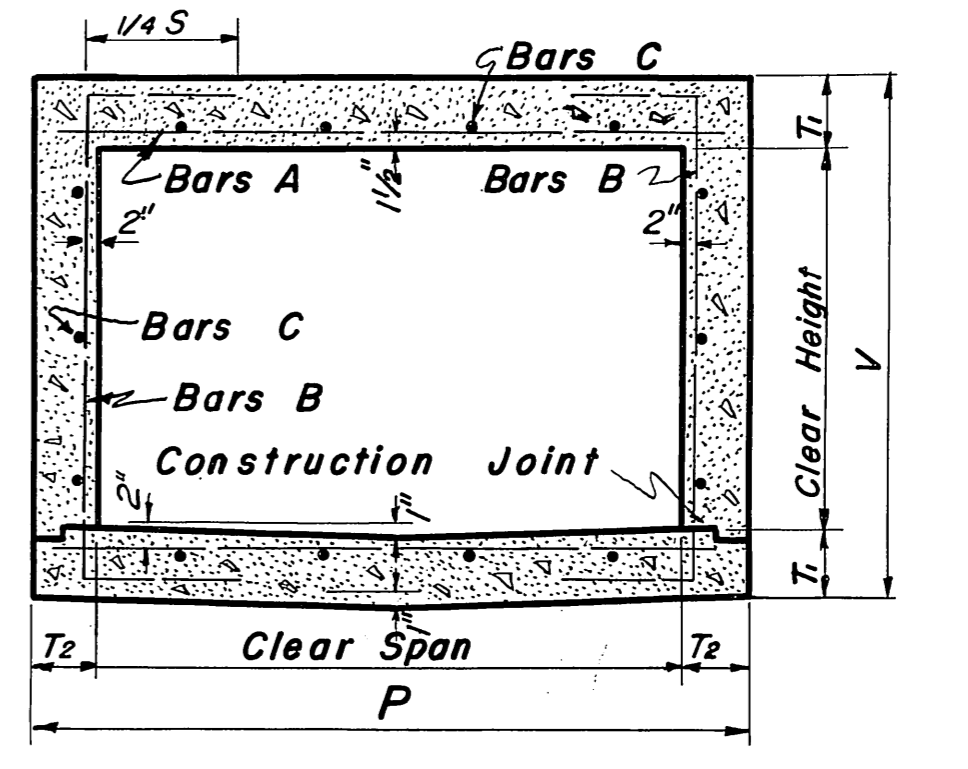 1/4 S
Bars C
T1
Bars A
1½"
Bars B
2"
2"
Bars C
Clear Height
V
Bars B
Construction Joint
2"
1"
T1
1"
T2
Clear Span
T2
P